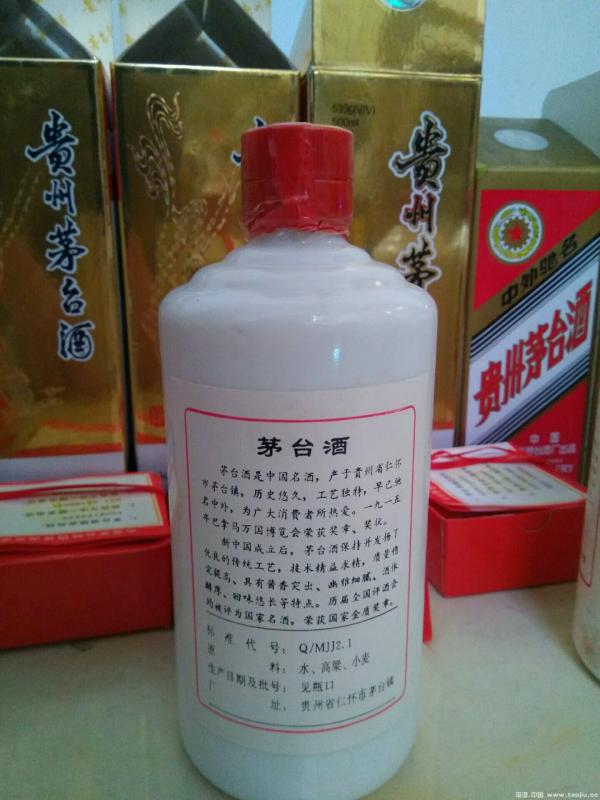 贵州茅台酒
53%(V/V)
500ml
贵州茅
中外驰名
贵州茅台酒
中国
茅台酒
茅台酒是中国名酒，产于贵州省仁怀
市茅台镇，历史悠久，工艺独特，早已驰
名中外，为广大消费者所热爱。一九一五
年巴拿马万国博览会荣获奖章、奖状。
新中国成立后，茅台酒保持并发扬了
优良的传统工艺，技术精益求精，质量稳
定提高、具有酱香突出、幽雅细腻、酒体
醇厚、回味悠长等特点。历届全国评酒会
均被评为国家名酒，荣获国家金质奖章。
标准代号：Q/MJJ2.1
原料：水、高粱、小麦
生产日期及批号：见瓶口
厂址：贵州省仁怀市茅台镇
www.taojiu.cc